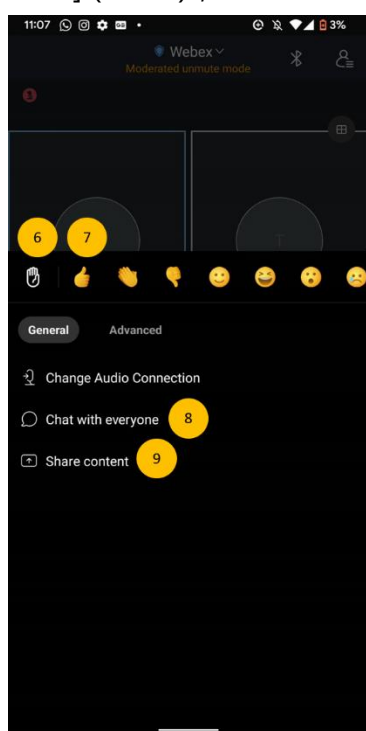 11:07 3%
Webex
Moderated unmute mode
1
T
6 7
General Advanced
Change Audio Connection
Chat with everyone 8
Share content 9